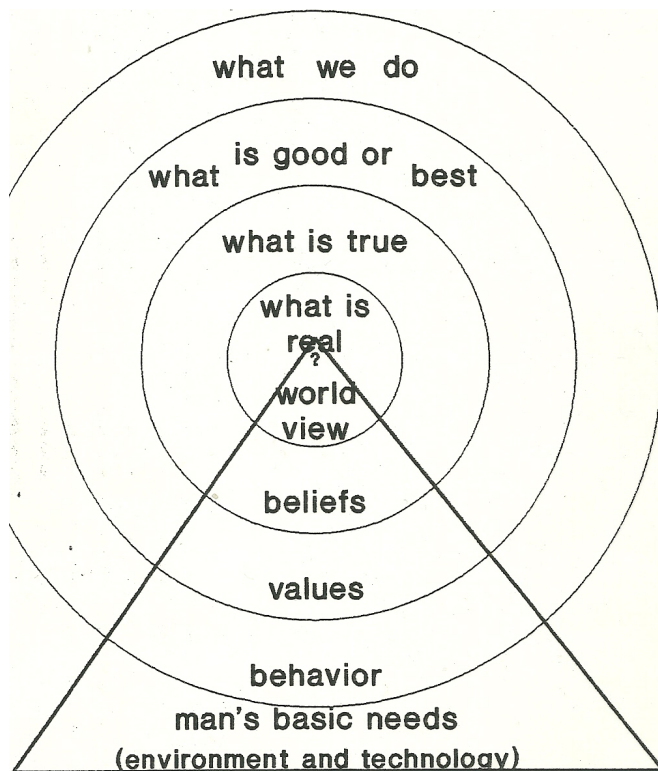 what we do
is good or
what best
what is true
what is
real
?
world
view
beliefs
values
behavior
man's basic needs
(environment and technology)